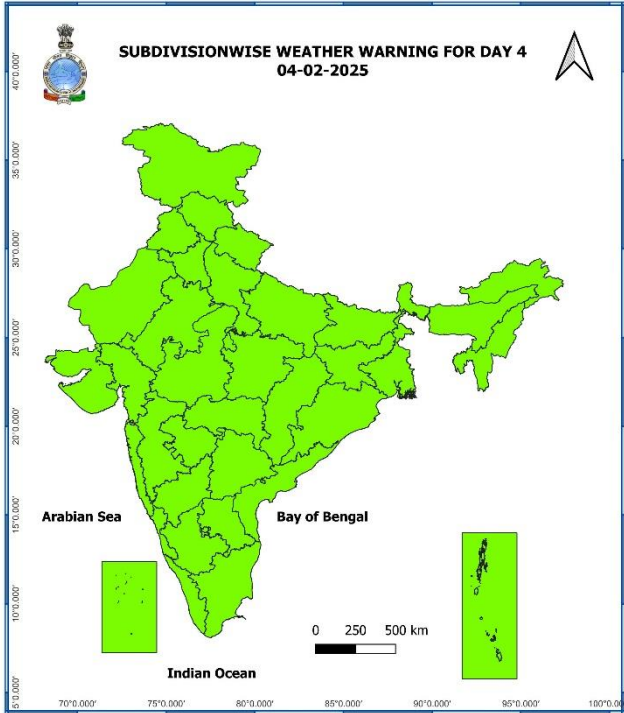 SUBDIVISIONWISE WEATHER WARNING FOR DAY 4
04-02-2025
40°0.000'
35°0.000'
30°0.000'
25°0.000'
20°0.000'
15°0.000'
10°0.000'
5°0.000'
Arabian Sea
Bay of Bengal
0 250 500 km
Indian Ocean
70°0.000' 75°0.000' 80°0.000' 85°0.000' 90°0.000' 95°0.000' 100°0.00